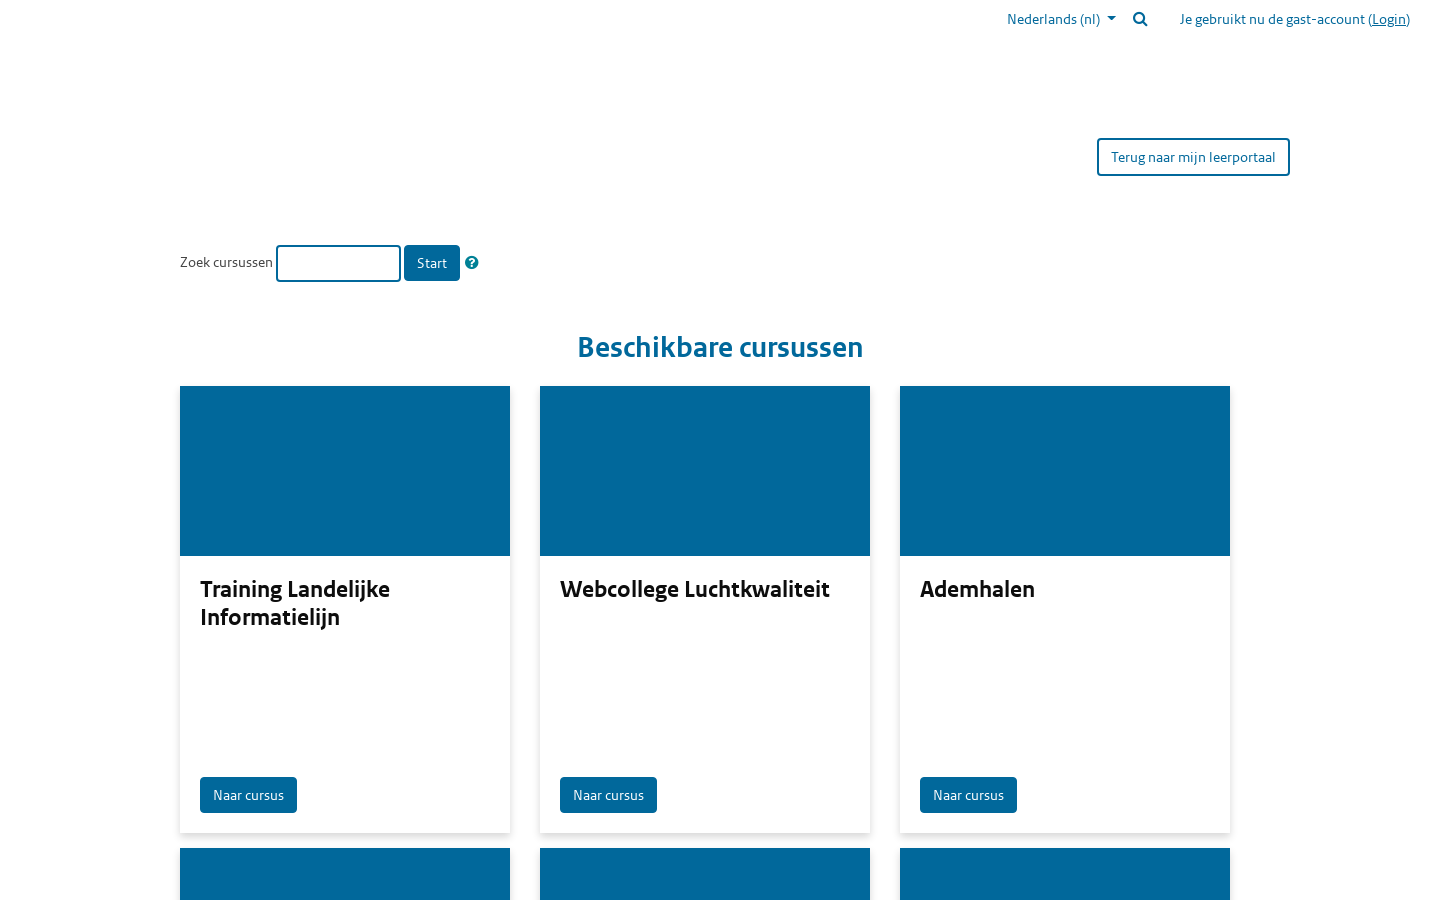 Nederlands (nl)
Je gebruikt nu de gast-account (Login)
Terug naar mijn leerportaal
Zoek cursussen
Start
Beschikbare cursussen
Training Landelijke
Informatielijn
Naar cursus
Webcollege Luchtkwaliteit
Naar cursus
Ademhalen
Naar cursus